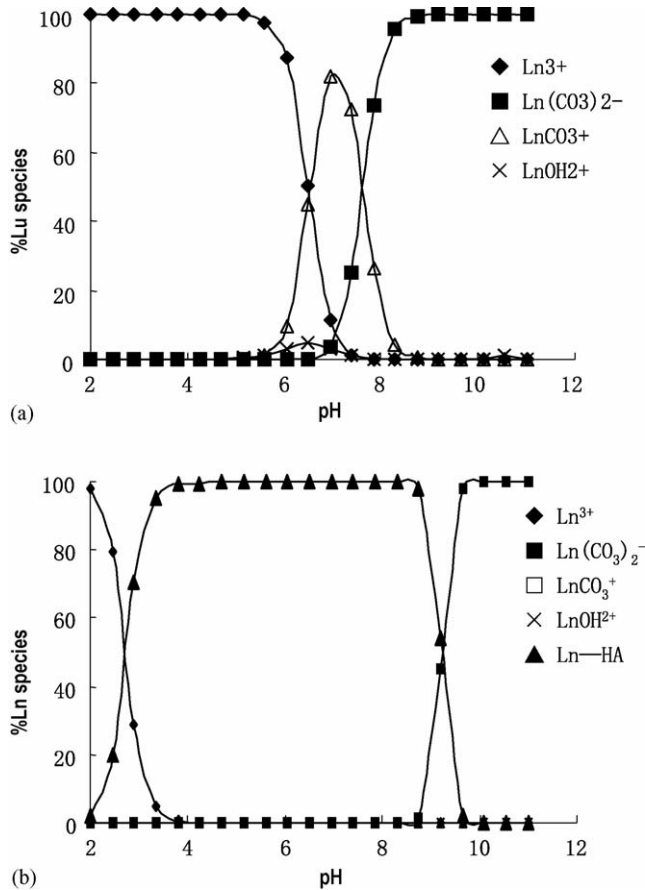 100
80
60
40
20
0
%Lu species
2
4
6
8
10
12
pH
Ln3+
Ln(CO3)2-
LnCO3+
LnOH2+
(a)
100
80
60
40
20
0
%Ln species
2
4
6
8
10
12
pH
Ln³⁺
Ln(CO₃)₂⁻
LnCO₃⁺
LnOH²⁺
Ln—HA
(b)